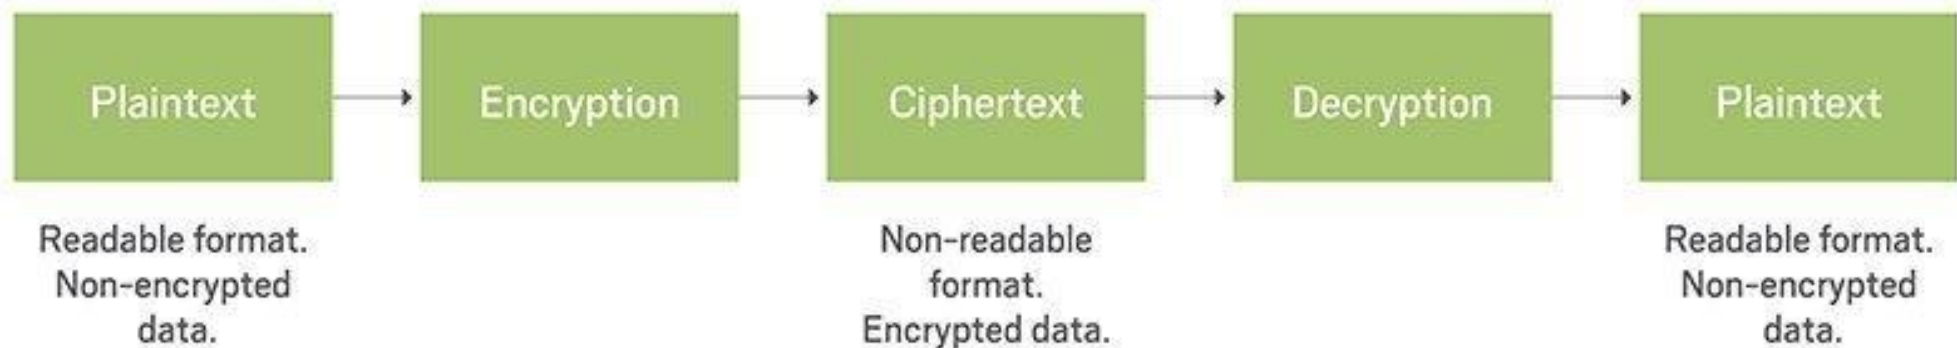 Plaintext
Encryption
Ciphertext
Decryption
Plaintext
Readable format.
Non-encrypted
data.
Non-readable
format.
Encrypted data.
Readable format.
Non-encrypted
data.